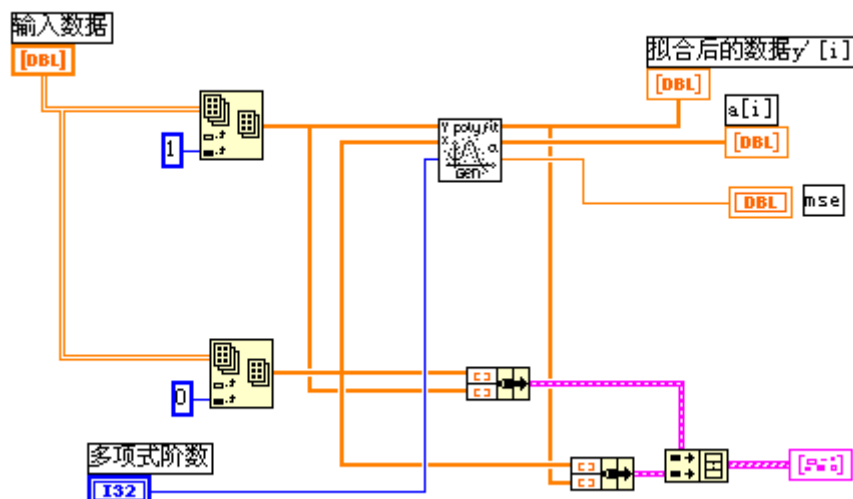 输入数据
[DBL]
拟合后的数据y'[i]
[DBL]
a[i]
[DBL]
1
Y poly.fit
X
a
Gen
DBL
mse
0
多项式阶数
I32